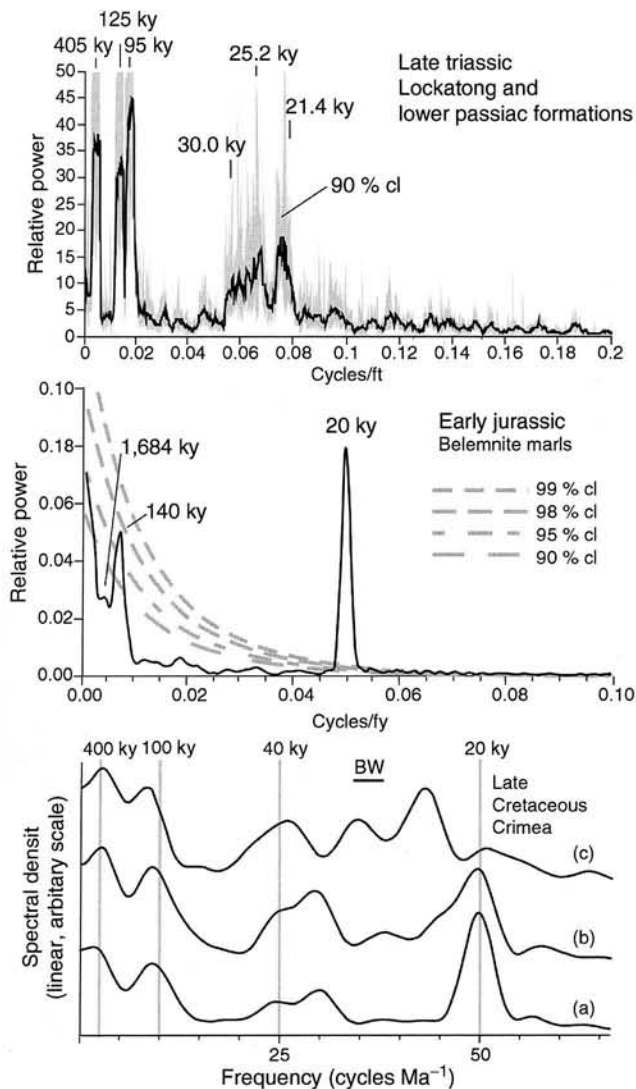 125 ky
405 ky
95 ky
25.2 ky
Late triassic
Lockatong and
lower passiac formations
21.4 ky
30.0 ky
90 % cl
Relative power
50
45
40
35
30
25
20
15
10
5
0
0 0.02 0.04 0.06 0.08 0.1 0.12 0.14 0.16 0.18 0.2
Cycles/ft
0.10
0.18
0.06
0.04
0.02
0.00
Relative power
1,684 ky
140 ky
20 ky
Early jurassic
Belemnite marls
99 % cl
98 % cl
95 % cl
90 % cl
0.00 0.02 0.04 0.06 0.08 0.10
Cycles/fy
400 ky 100 ky 40 ky 20 ky
BW
Late
Cretaceous
Crimea
(c)
(b)
(a)
Spectral densit
(linear, arbitary scale)
25 50
Frequency (cycles Ma⁻¹)